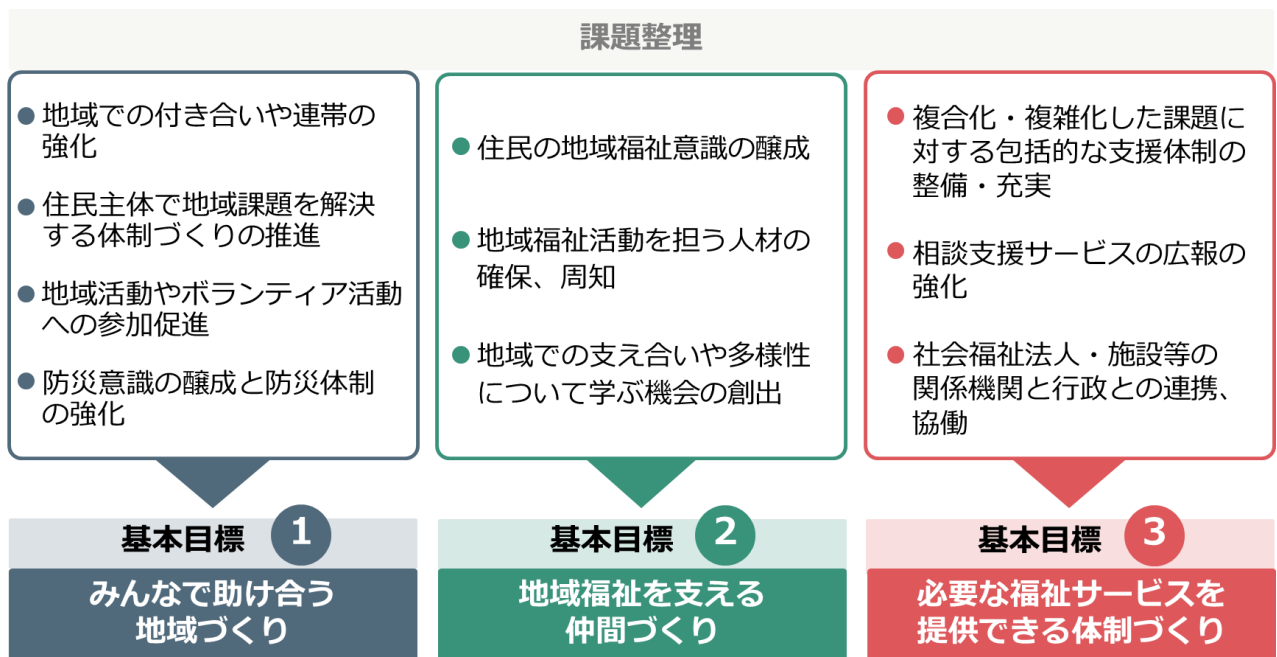 課題整理
● 地域での付き合いや連帯の
強化
● 住民主体で地域課題を解決
する体制づくりの推進
● 地域活動やボランティア活動
への参加促進
● 防災意識の醸成と防災体制
の強化
● 住民の地域福祉意識の醸成
● 地域福祉活動を担う人材の
確保、周知
● 地域での支え合いや多様性
について学ぶ機会の創出
● 複合化・複雑化した課題に
対する包括的な支援体制の
整備・充実
● 相談支援サービスの広報の
強化
● 社会福祉法人・施設等の
関係機関と行政との連携、
協働
基本目標 1
みんなで助け合う
地域づくり
基本目標 2
地域福祉を支える
仲間づくり
基本目標 3
必要な福祉サービスを
提供できる体制づくり